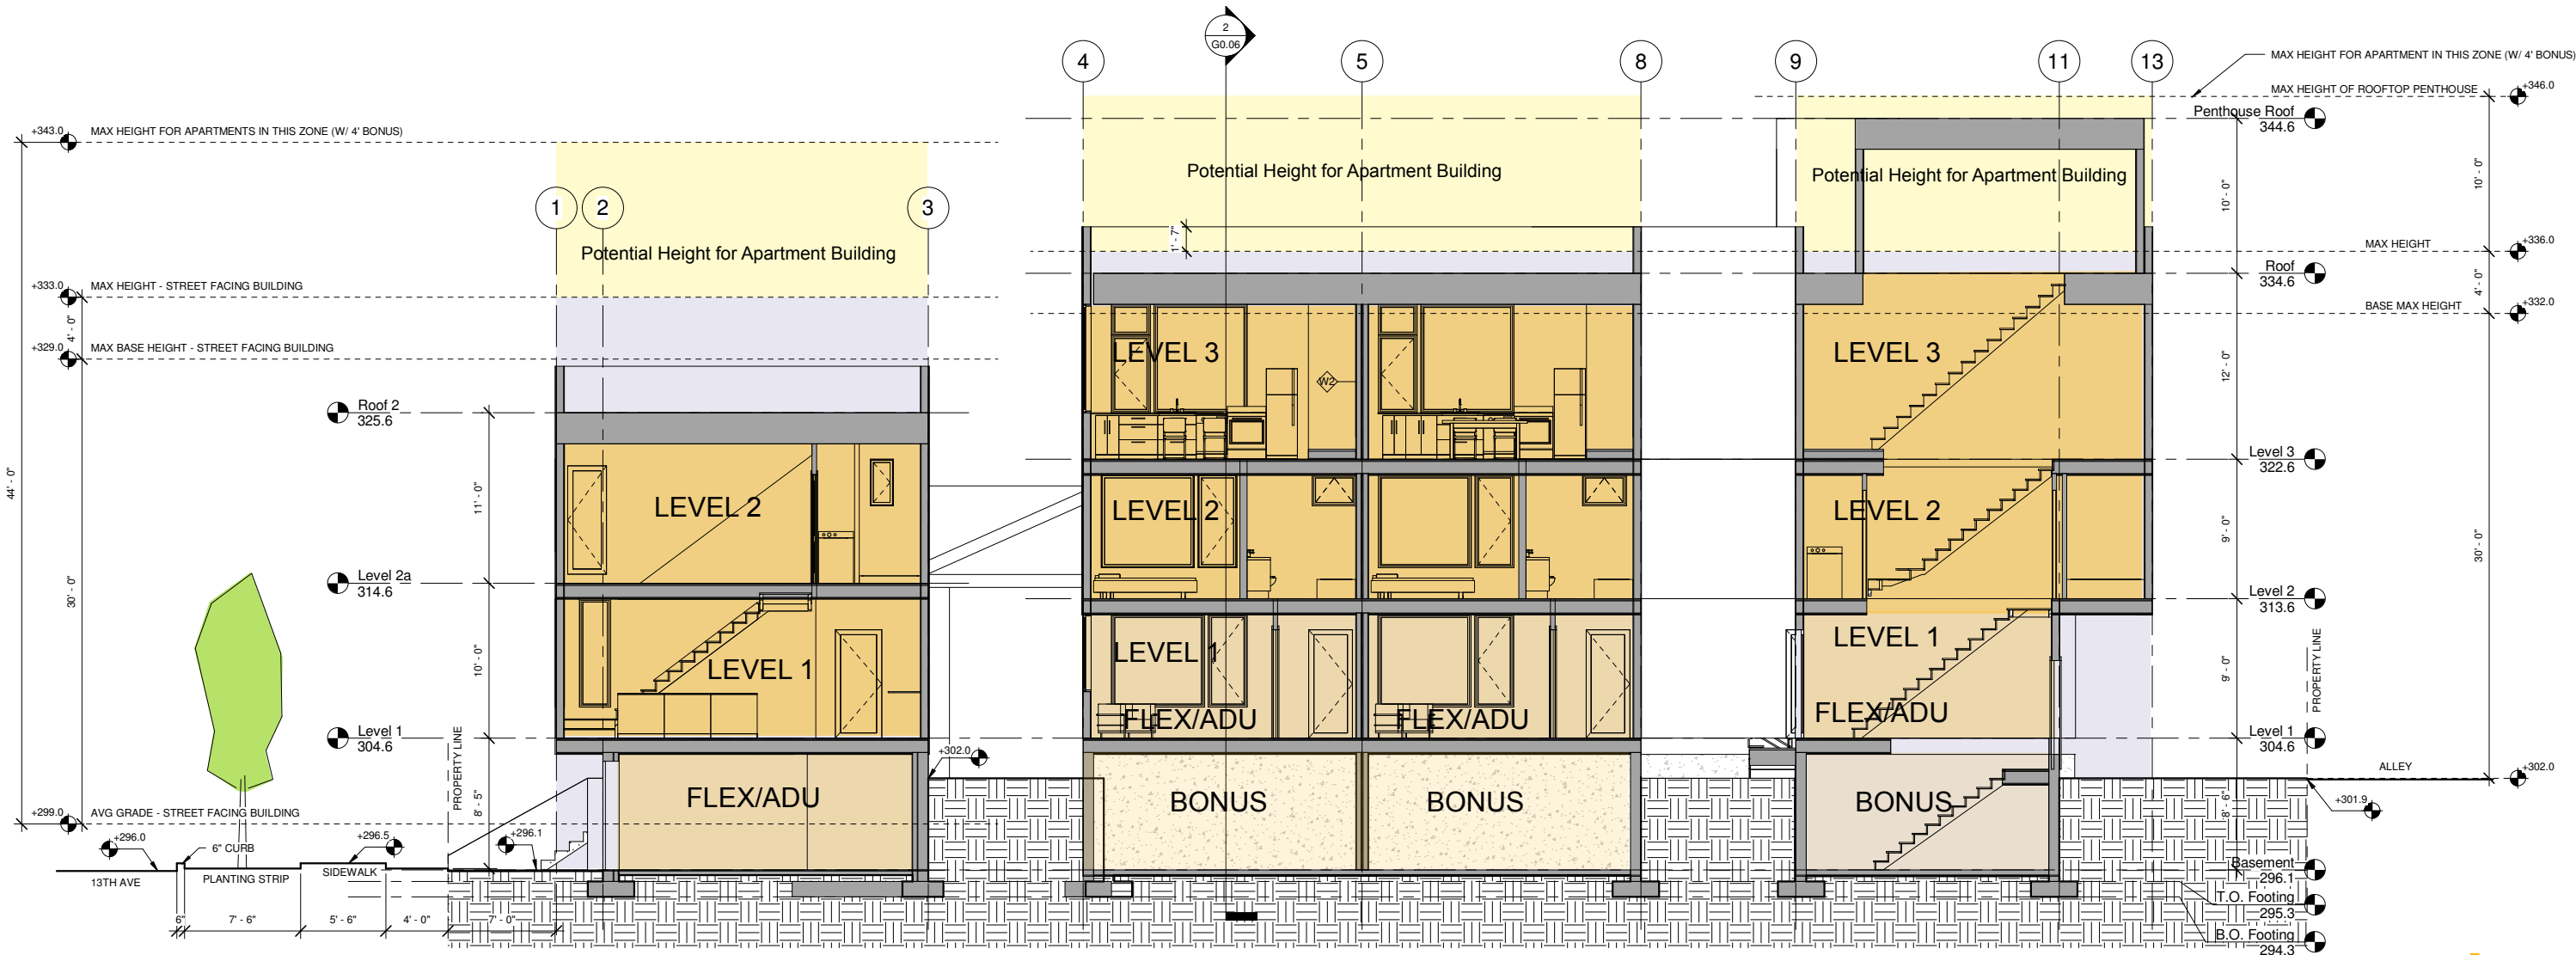 2
G0.06
4
5
8
9
11
13
MAX HEIGHT FOR APARTMENT IN THIS ZONE (W/ 4' BONUS)
MAX HEIGHT OF ROOFTOP PENTHOUSE
+346.0
Penthouse Roof
344.6
+343.0
MAX HEIGHT FOR APARTMENTS IN THIS ZONE (W/ 4' BONUS)
Potential Height for Apartment Building
Potential Height for Apartment Building
10' - 0"
10' - 0"
1
2
3
1' - 7"
Potential Height for Apartment Building
MAX HEIGHT
+336.0
Roof
334.6
4' - 0"
+333.0
MAX HEIGHT - STREET FACING BUILDING
BASE MAX HEIGHT
+332.0
4' - 0"
+329.0
MAX BASE HEIGHT - STREET FACING BUILDING
LEVEL 3
LEVEL 3
12' - 0"
W2
Roof 2
325.6
Level 3
322.6
44' - 0"
11' - 0"
LEVEL 2
LEVEL 2
LEVEL 2
9' - 0"
30' - 0"
30' - 0"
Level 2a
314.6
Level 2
313.6
10' - 0"
LEVEL 1
LEVEL 1
LEVEL 1
9' - 0"
PROPERTY LINE
FLEX/ADU
FLEX/ADU
FLEX/ADU
Level 1
304.6
Level 1
304.6
PROPERTY LINE
+302.0
ALLEY
+302.0
8' - 5"
FLEX/ADU
BONUS
BONUS
BONUS
8' - 6"
+301.9
+299.0
AVG GRADE - STREET FACING BUILDING
+296.0
+296.5
+296.1
6" CURB
13TH AVE
PLANTING STRIP
SIDEWALK
Basement
296.1
T.O. Footing
295.3
6"
7' - 6"
5' - 6"
4' - 0"
7' - 0"
B.O. Footing
294.3